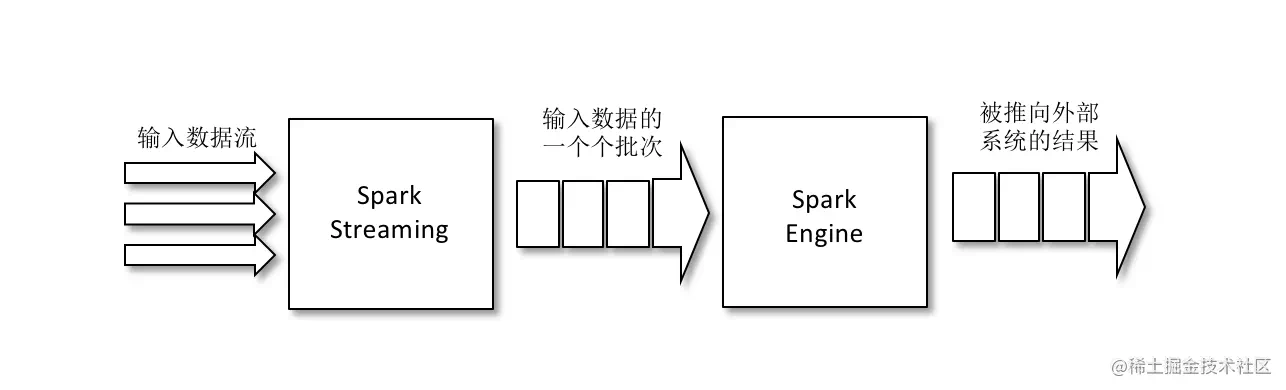 输入数据流
Spark
Streaming
输入数据的
一个个批次
Spark
Engine
被推向外部
系统的结果
@稀土掘金技术社区